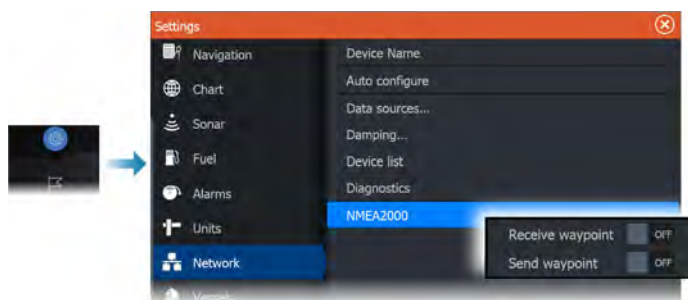 Settings
Navigation
Chart
Sonar
Fuel
Alarms
Units
Network
Device Name
Auto configure
Data sources...
Damping...
Device list
Diagnostics
NMEA2000
Receive waypoint OFF
Send waypoint OFF